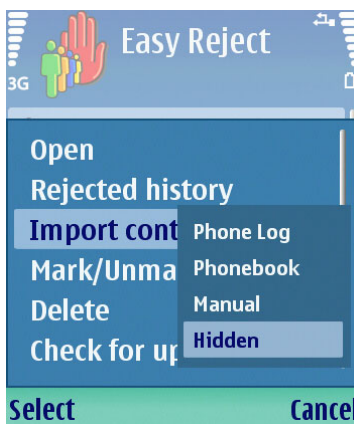 Easy Reject
3G
Open
Rejected history
Import cont
Phone Log
Mark/Unma
Phonebook
Delete
Manual
Check for up
Hidden
Select
Cancel